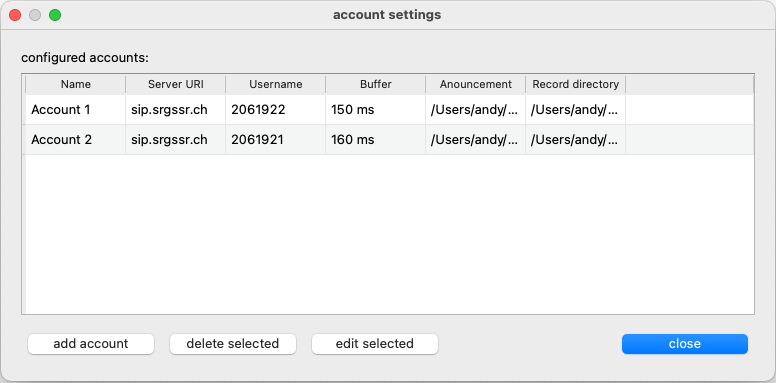 account settings
configured accounts:
Name Server URI Username Buffer Anouncement Record directory
Account 1 sip.srgssr.ch 2061922 150 ms /Users/andy/... /Users/andy/...
Account 2 sip.srgssr.ch 2061921 160 ms /Users/andy/... /Users/andy/...
add account delete selected edit selected close